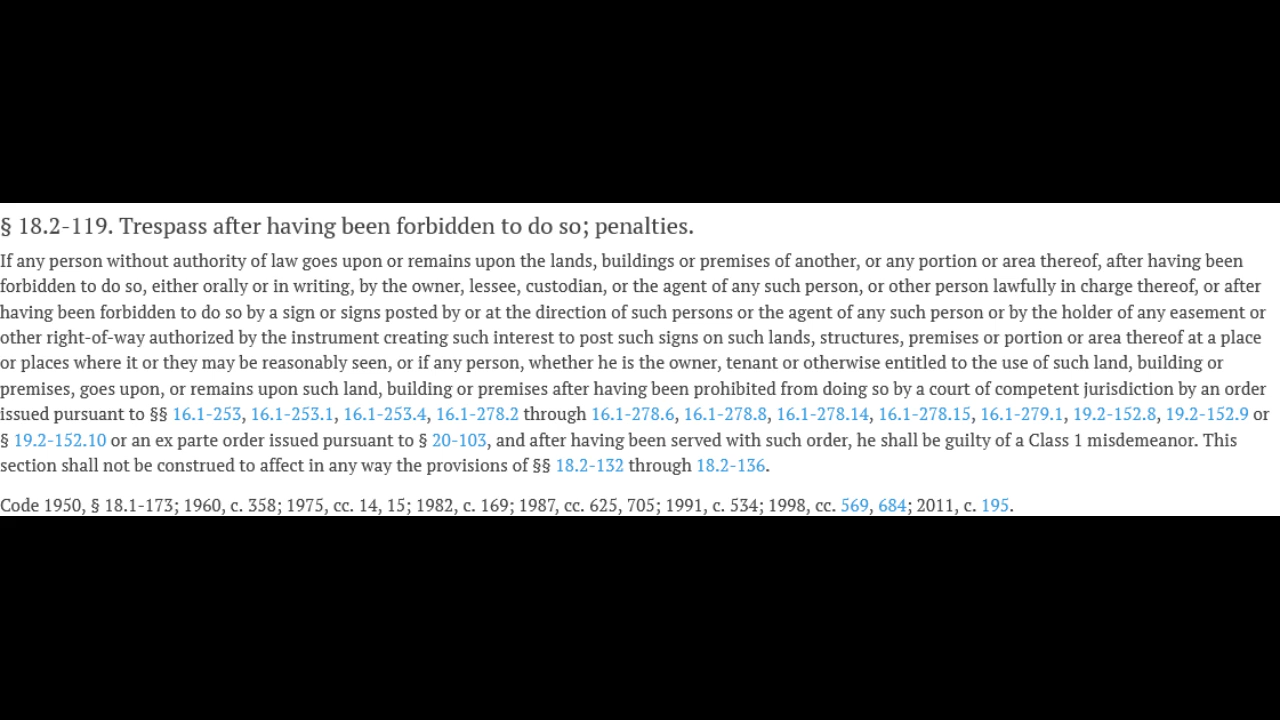 § 18.2-119. Trespass after having been forbidden to do so; penalties.
If any person without authority of law goes upon or remains upon the lands, buildings or premises of another, or any portion or area thereof, after having been
forbidden to do so, either orally or in writing, by the owner, lessee, custodian, or the agent of any such person, or other person lawfully in charge thereof, or after
having been forbidden to do so by a sign or signs posted by or at the direction of such persons or the agent of any such person or by the holder of any easement or
other right-of-way authorized by the instrument creating such interest to post such signs on such lands, structures, premises or portion or area thereof at a place
or places where it or they may be reasonably seen, or if any person, whether he is the owner, tenant or otherwise entitled to the use of such land, building or
premises, goes upon, or remains upon such land, building or premises after having been prohibited from doing so by a court of competent jurisdiction by an order
issued pursuant to §§ 16.1-253, 16.1-253.1, 16.1-253.4, 16.1-278.2 through 16.1-278.6, 16.1-278.8, 16.1-278.14, 16.1-278.15, 16.1-279.1, 19.2-152.8, 19.2-152.9 or
§ 19.2-152.10 or an ex parte order issued pursuant to § 20-103, and after having been served with such order, he shall be guilty of a Class 1 misdemeanor. This
section shall not be construed to affect in any way the provisions of §§ 18.2-132 through 18.2-136.
Code 1950, § 18.1-173; 1960, c. 358; 1975, cc. 14, 15; 1982, c. 169; 1987, cc. 625, 705; 1991, c. 534; 1998, cc. 569, 684; 2011, c. 195.